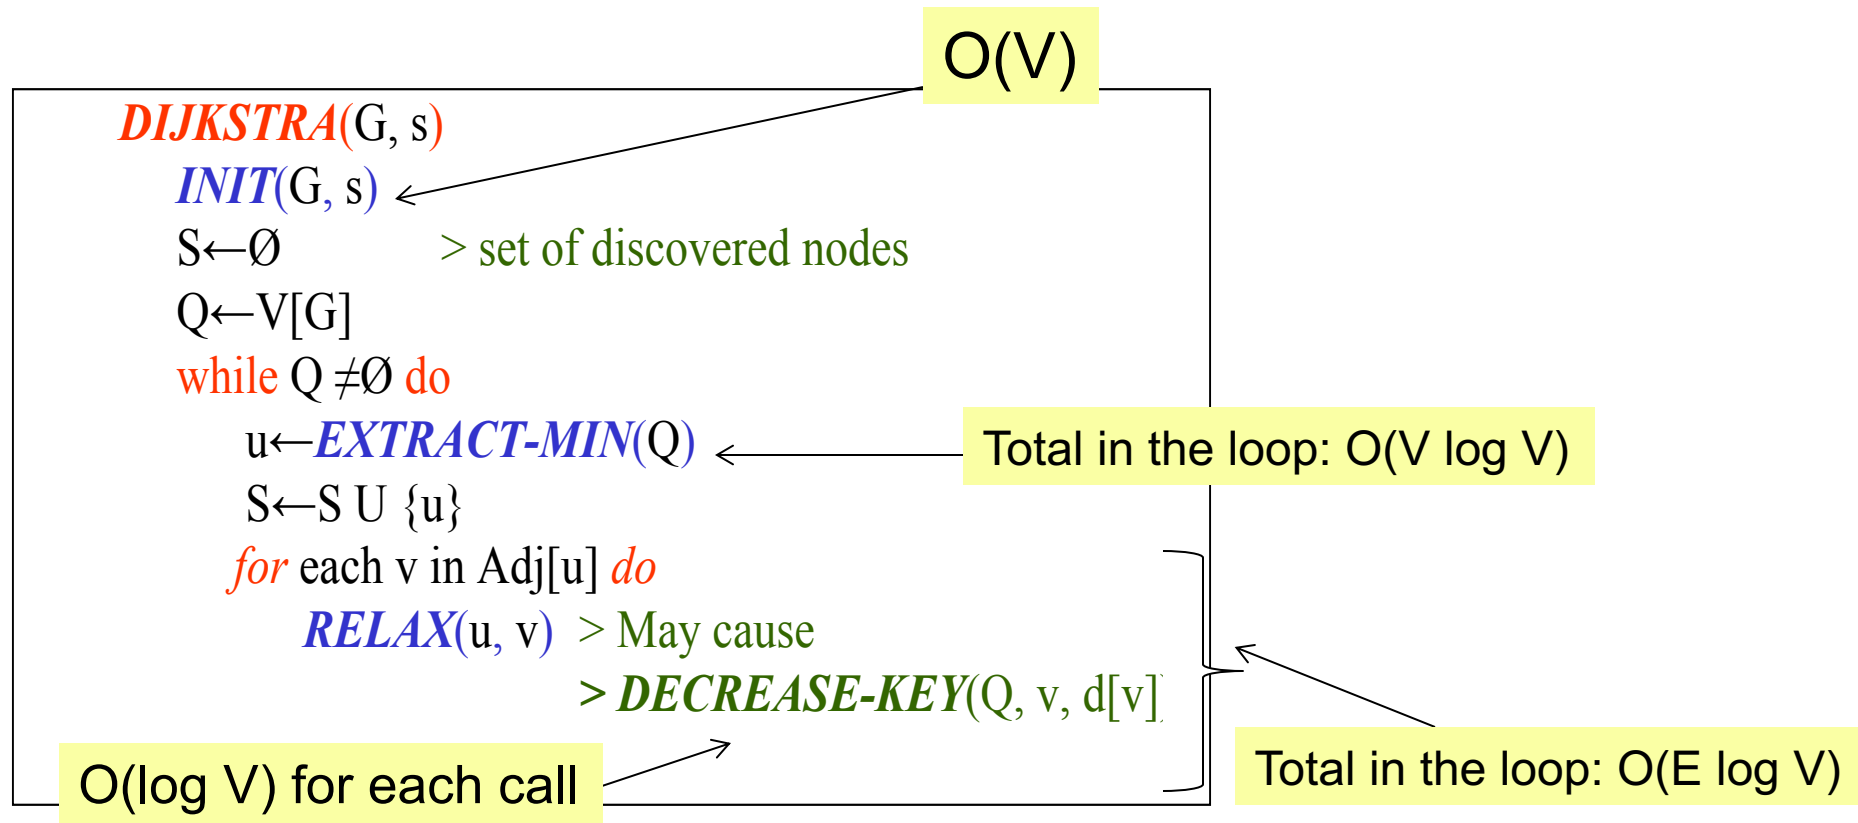 O(V)
DIJKSTRA(G, s)
INIT(G, s)
S←Ø > set of discovered nodes
Q←V[G]
while Q ≠Ø do
u←EXTRACT-MIN(Q)
Total in the loop: O(V log V)
S←S U {u}
for each v in Adj[u] do
RELAX(u, v) > May cause
> DECREASE-KEY(Q, v, d[v])
O(log V) for each call
Total in the loop: O(E log V)